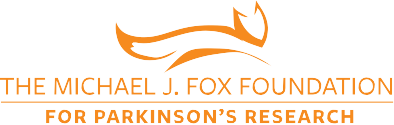 THE MICHAEL J. FOX FOUNDATION
FOR PARKINSON'S RESEARCH